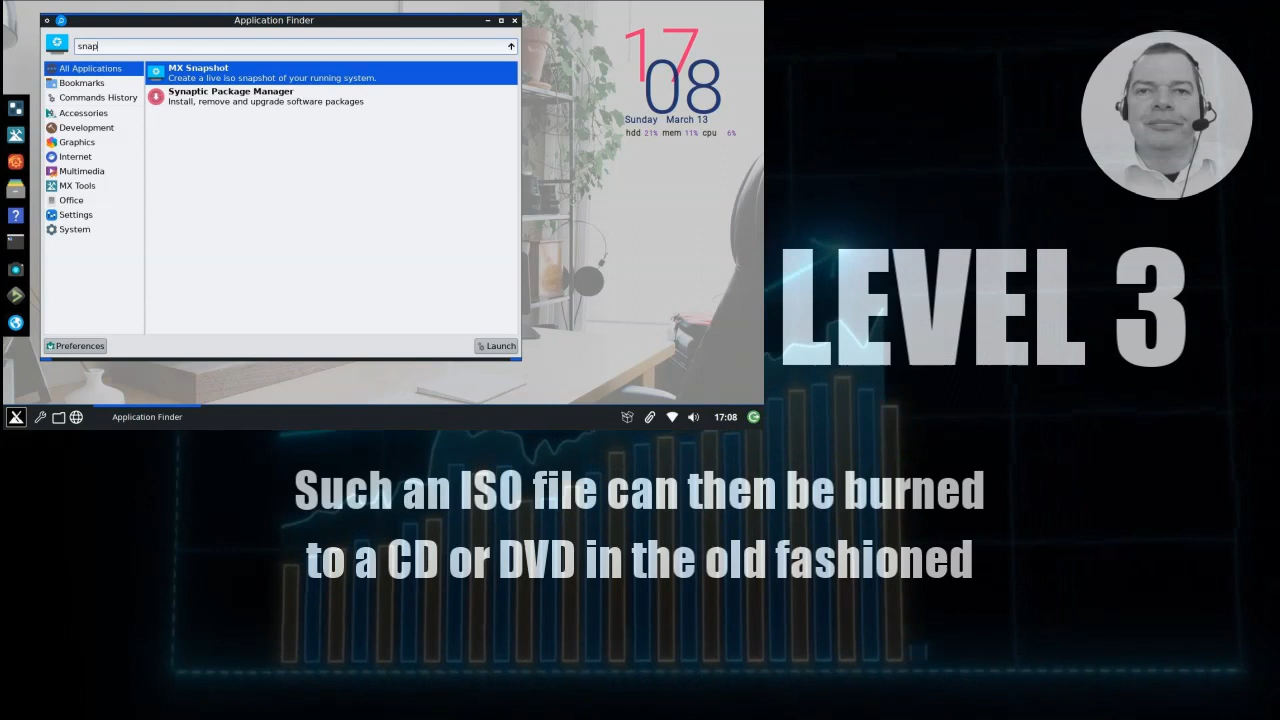 Application Finder
snap
All Applications
Bookmarks
Commands History
Accessories
Development
Graphics
Internet
Multimedia
MX Tools
Office
Settings
System
MX Snapshot
Create a live iso snapshot of your running system.
Synaptic Package Manager
Install, remove and upgrade software packages
Preferences
Launch
17
08
Sunday March 13
hdd 21% mem 11% cpu 6%
Application Finder
17:08
LEVEL 3
Such an ISO file can then be burned
to a CD or DVD in the old fashioned